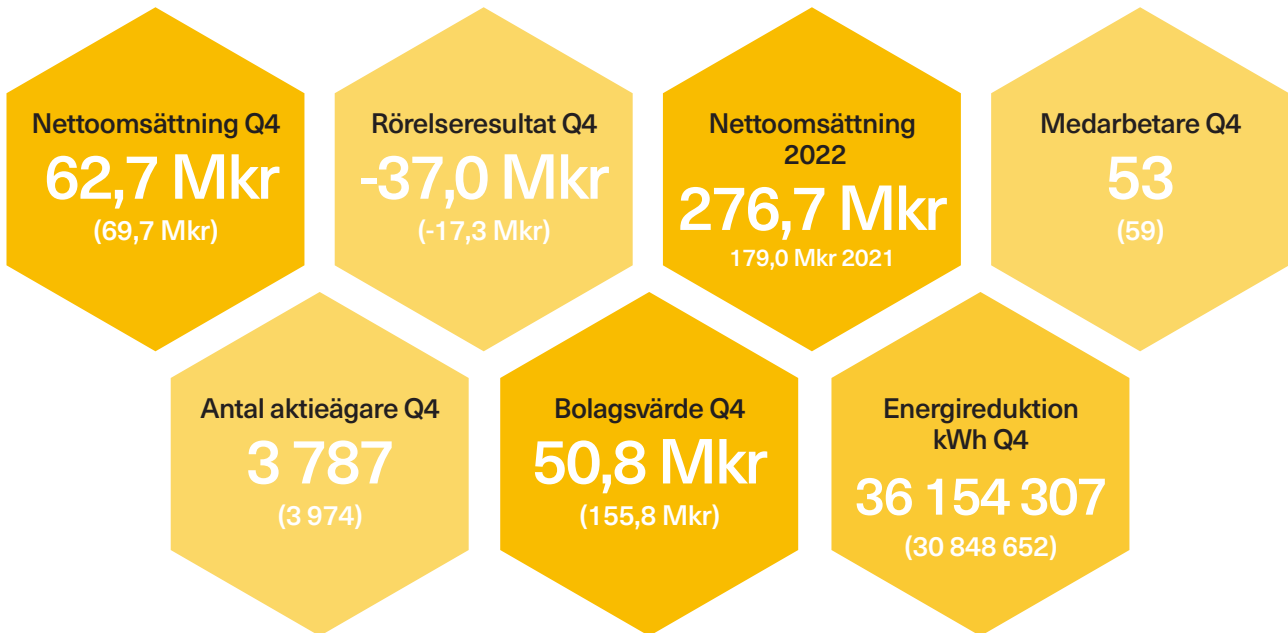 Nettoomsättning Q4
62,7 Mkr
(69,7 Mkr)
Rörelseresultat Q4
-37,0 Mkr
(-17,3 Mkr)
Nettoomsättning
2022
276,7 Mkr
179,0 Mkr 2021
Medarbetare Q4
53
(59)
Antal aktieägare Q4
3 787
(3 974)
Bolagsvärde Q4
50,8 Mkr
(155,8 Mkr)
Energireduktion
kWh Q4
36 154 307
(30 848 652)